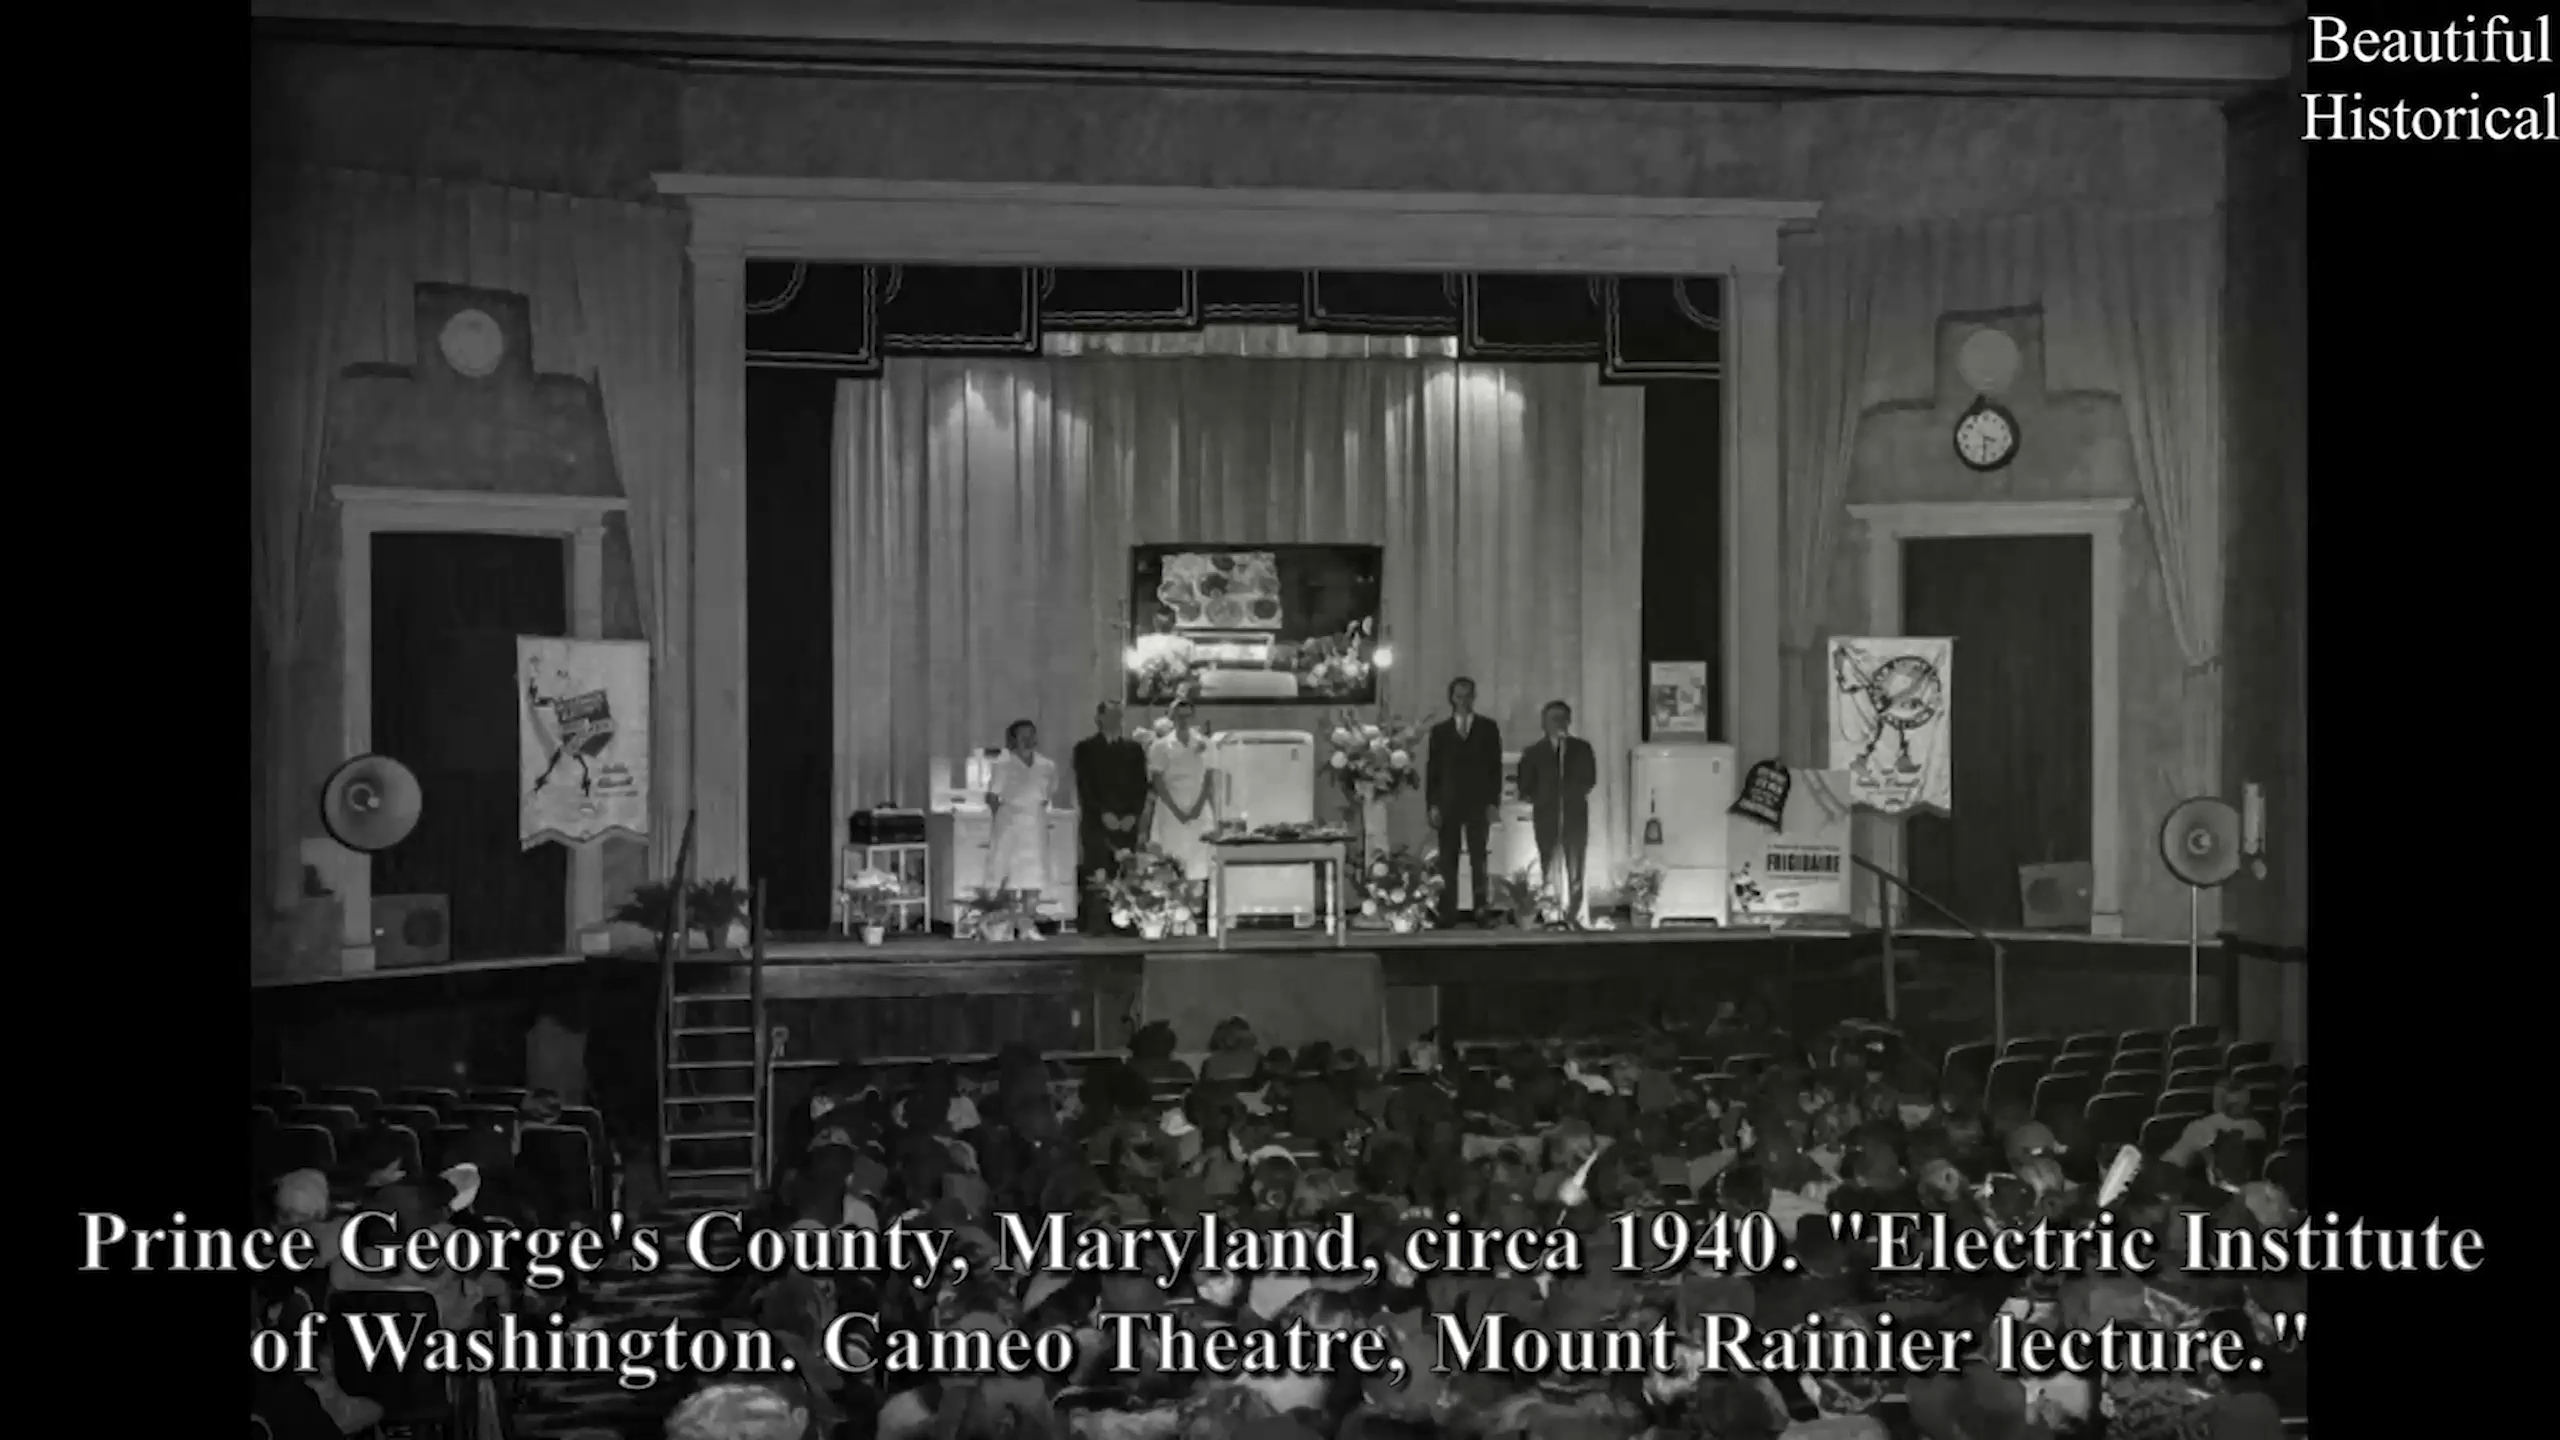 Beautiful
Historical
FRIGIDAIRE
Prince George's County, Maryland, circa 1940. "Electric Institute
of Washington. Cameo Theatre, Mount Rainier lecture."